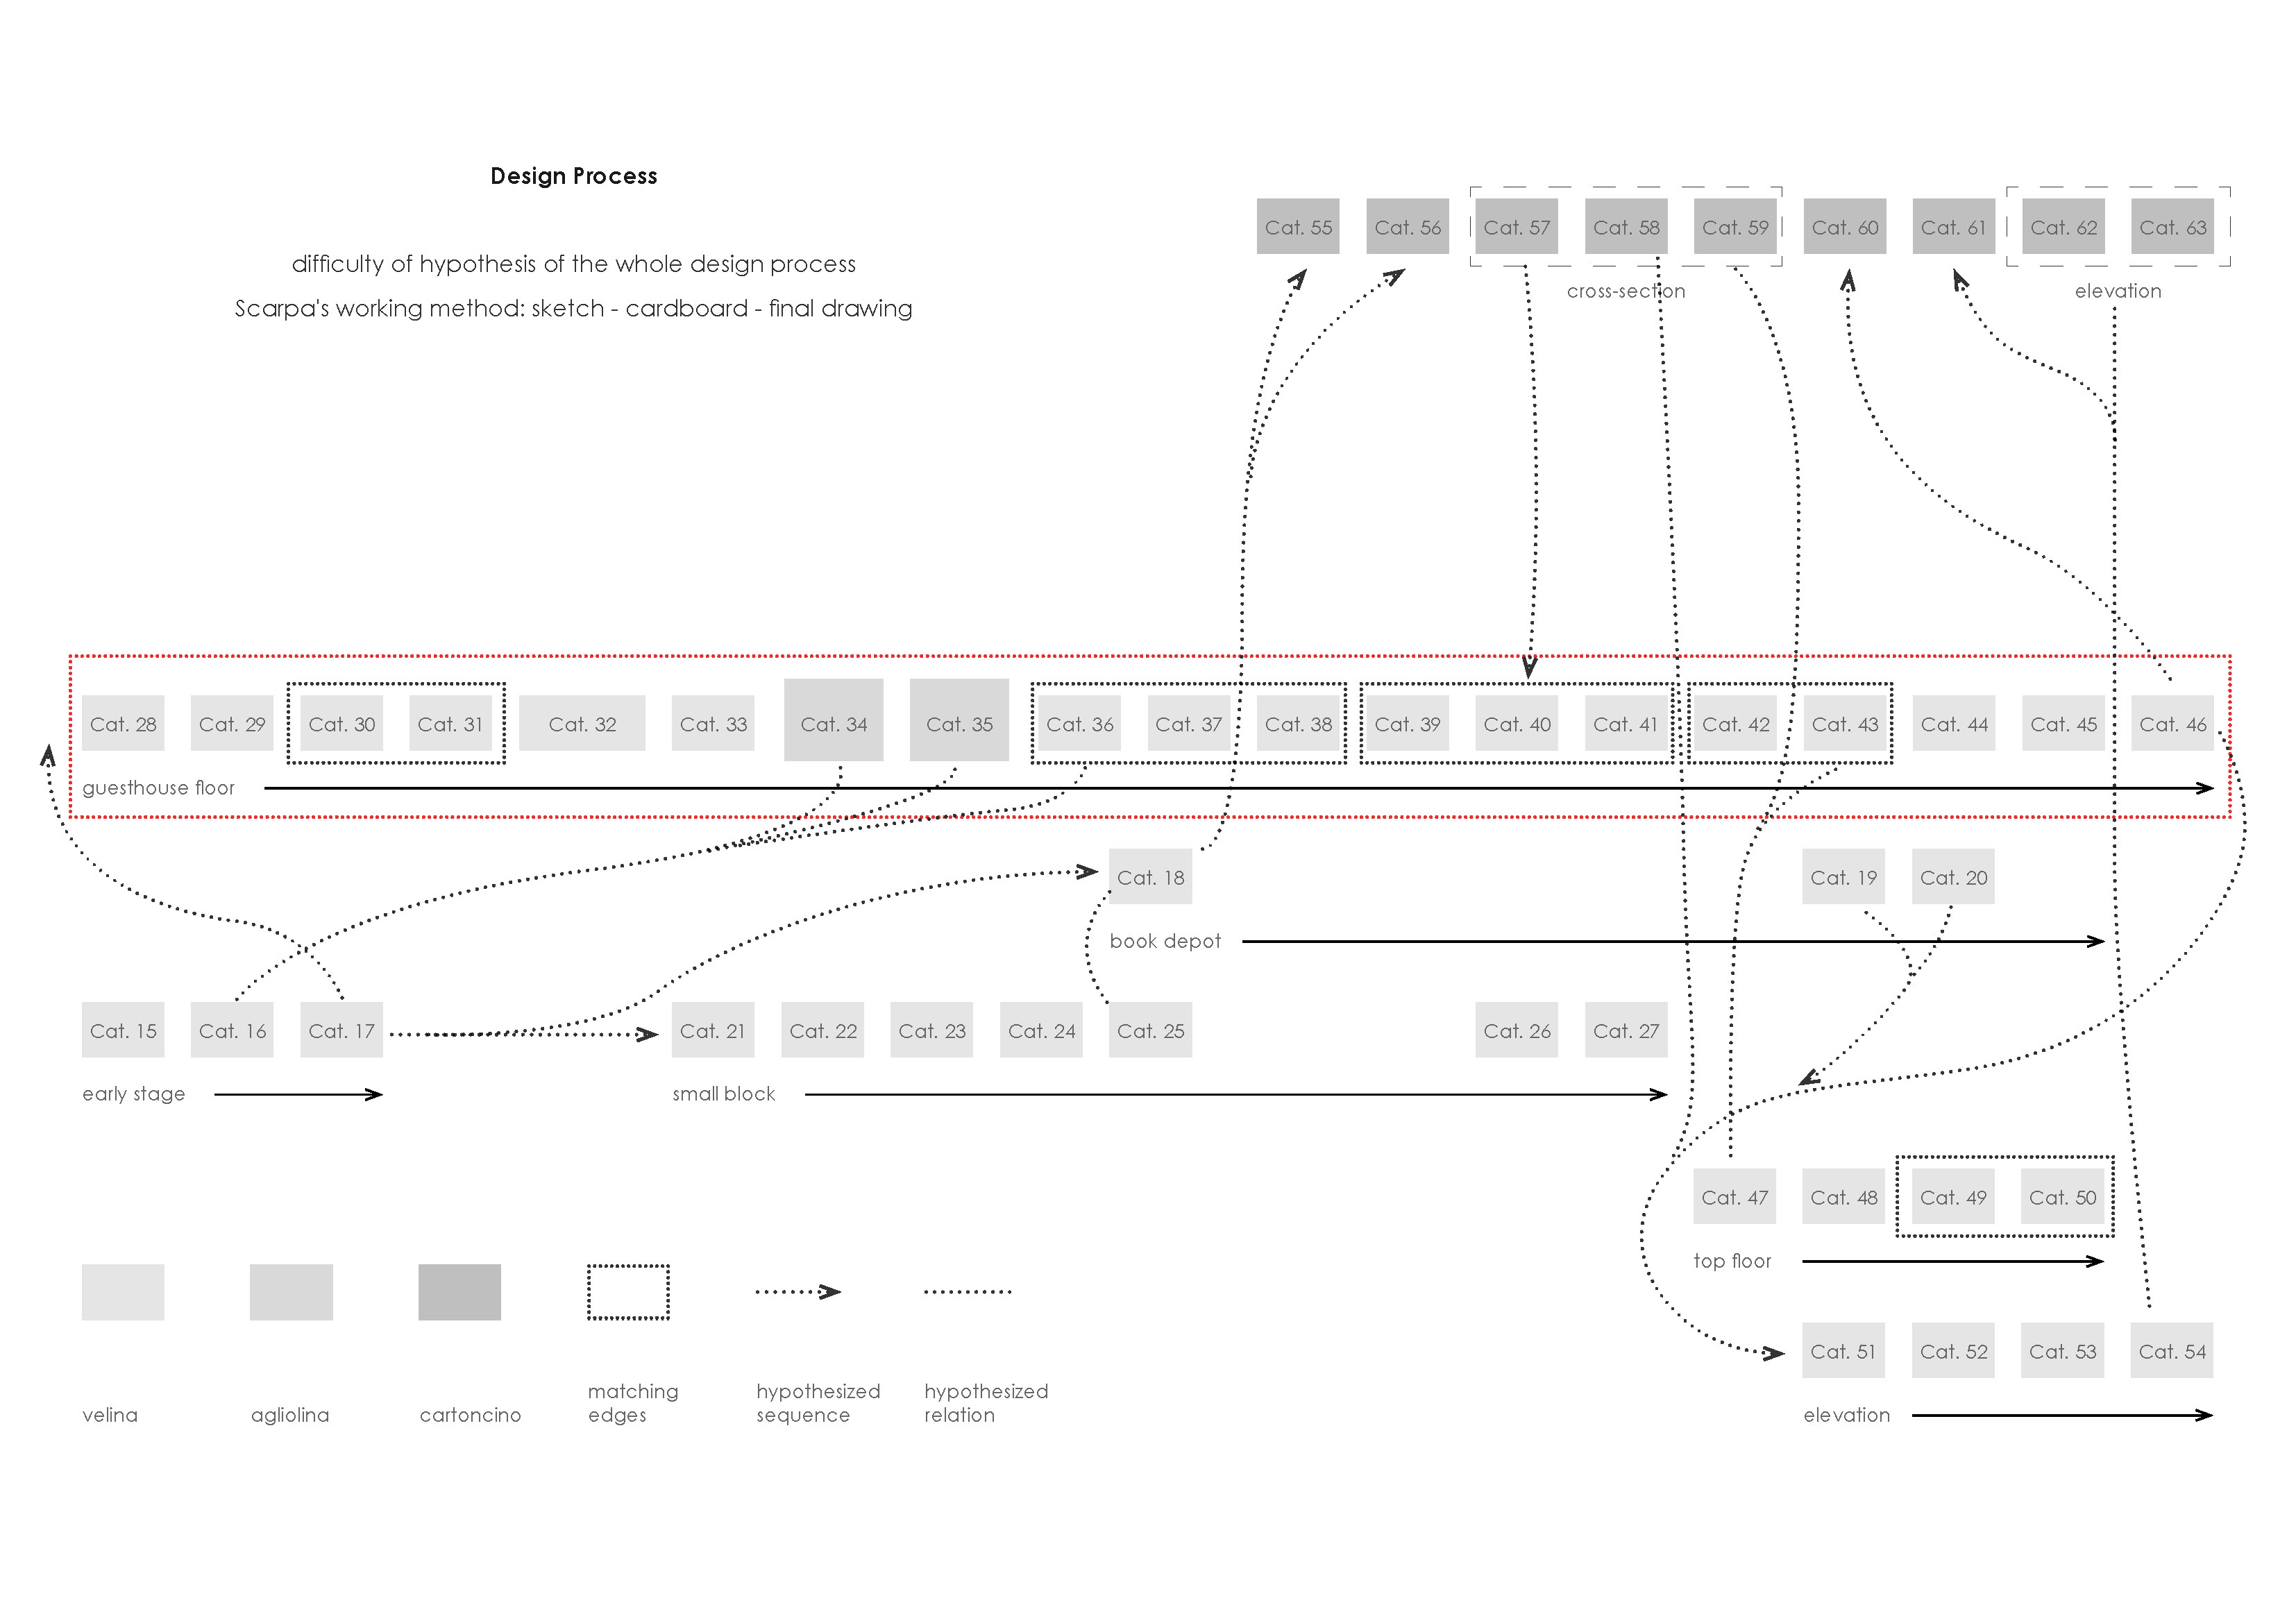 Design Process
difficulty of hypothesis of the whole design process
Scarpa's working method: sketch - cardboard - final drawing
Cat. 55 Cat. 56 Cat. 57 Cat. 58 Cat. 59 Cat. 60 Cat. 61 Cat. 62 Cat. 63
cross-section elevation
Cat. 28 Cat. 29 Cat. 30 Cat. 31 Cat. 32 Cat. 33 Cat. 34 Cat. 35 Cat. 36 Cat. 37 Cat. 38 Cat. 39 Cat. 40 Cat. 41 Cat. 42 Cat. 43 Cat. 44 Cat. 45 Cat. 46
guesthouse floor
Cat. 18 Cat. 19 Cat. 20
book depot
Cat. 15 Cat. 16 Cat. 17 Cat. 21 Cat. 22 Cat. 23 Cat. 24 Cat. 25 Cat. 26 Cat. 27
early stage small block
Cat. 47 Cat. 48 Cat. 49 Cat. 50
top floor
Cat. 51 Cat. 52 Cat. 53 Cat. 54
elevation
velina
agliolina
cartoncino
matching
edges
hypothesized
sequence
hypothesized
relation